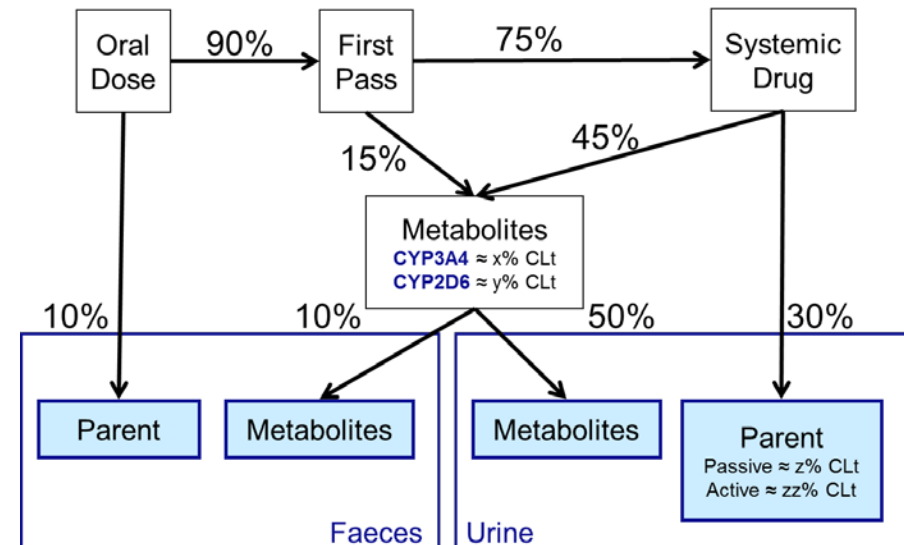 Oral
Dose
90%
First
Pass
75%
Systemic
Drug
15%
45%
Metabolites
CYP3A4 ≈ x% CLt
CYP2D6 ≈ y% CLt
10%
10%
50%
30%
Parent
Metabolites
Metabolites
Parent
Passive ≈ z% CLt
Active ≈ zz% CLt
Faeces
Urine